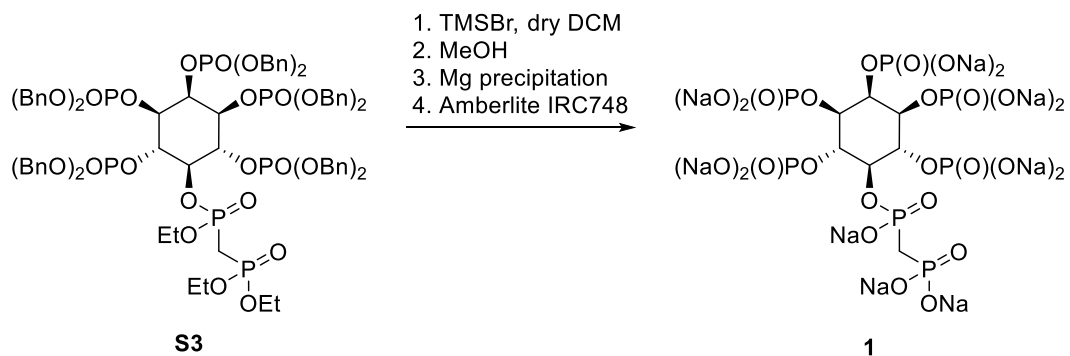 1. TMSBr, dry DCM
2. MeOH
3. Mg precipitation
4. Amberlite IRC748
OPO(OBn)₂
(BnO)₂OPO OPO(OBn)₂
(BnO)₂OPO OPO(OBn)₂
O O
P
EtO O
P
EtO OEt
S3
OP(O)(ONa)₂
(NaO)₂(O)PO OP(O)(ONa)₂
(NaO)₂(O)PO OP(O)(ONa)₂
O O
P
NaO O
P
NaO ONa
1